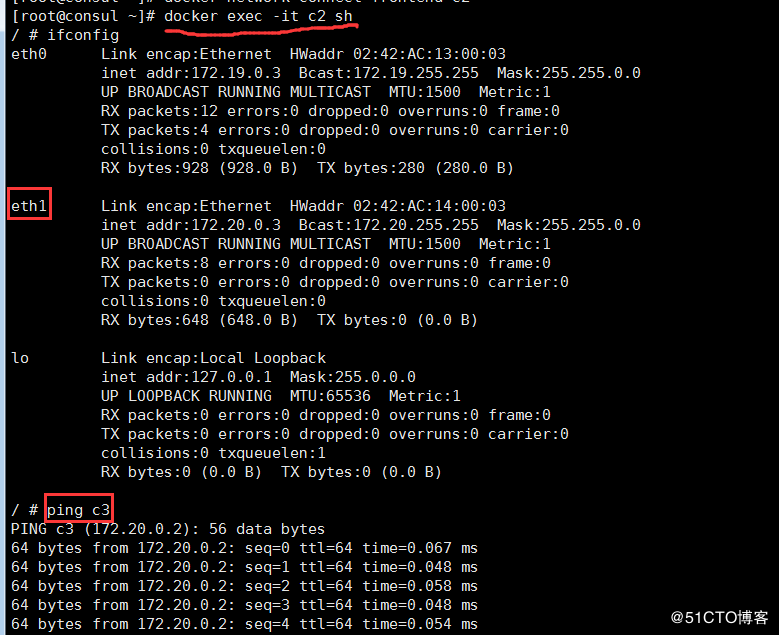 [root@consul ~]# docker network connect frontend c2
[root@consul ~]# docker exec -it c2 sh
/ # ifconfig
eth0      Link encap:Ethernet  HWaddr 02:42:AC:13:00:03
          inet addr:172.19.0.3  Bcast:172.19.255.255  Mask:255.255.0.0
          UP BROADCAST RUNNING MULTICAST  MTU:1500  Metric:1
          RX packets:12 errors:0 dropped:0 overruns:0 frame:0
          TX packets:4 errors:0 dropped:0 overruns:0 carrier:0
          collisions:0 txqueuelen:0
          RX bytes:928 (928.0 B)  TX bytes:280 (280.0 B)
eth1      Link encap:Ethernet  HWaddr 02:42:AC:14:00:03
          inet addr:172.20.0.3  Bcast:172.20.255.255  Mask:255.255.0.0
          UP BROADCAST RUNNING MULTICAST  MTU:1500  Metric:1
          RX packets:8 errors:0 dropped:0 overruns:0 frame:0
          TX packets:0 errors:0 dropped:0 overruns:0 carrier:0
          collisions:0 txqueuelen:0
          RX bytes:648 (648.0 B)  TX bytes:0 (0.0 B)
lo        Link encap:Local Loopback
          inet addr:127.0.0.1  Mask:255.0.0.0
          UP LOOPBACK RUNNING  MTU:65536  Metric:1
          RX packets:0 errors:0 dropped:0 overruns:0 frame:0
          TX packets:0 errors:0 dropped:0 overruns:0 carrier:0
          collisions:0 txqueuelen:1
          RX bytes:0 (0.0 B)  TX bytes:0 (0.0 B)
/ # ping c3
PING c3 (172.20.0.2): 56 data bytes
64 bytes from 172.20.0.2: seq=0 ttl=64 time=0.067 ms
64 bytes from 172.20.0.2: seq=1 ttl=64 time=0.048 ms
64 bytes from 172.20.0.2: seq=2 ttl=64 time=0.058 ms
64 bytes from 172.20.0.2: seq=3 ttl=64 time=0.048 ms
64 bytes from 172.20.0.2: seq=4 ttl=64 time=0.054 ms
@51CTO博客